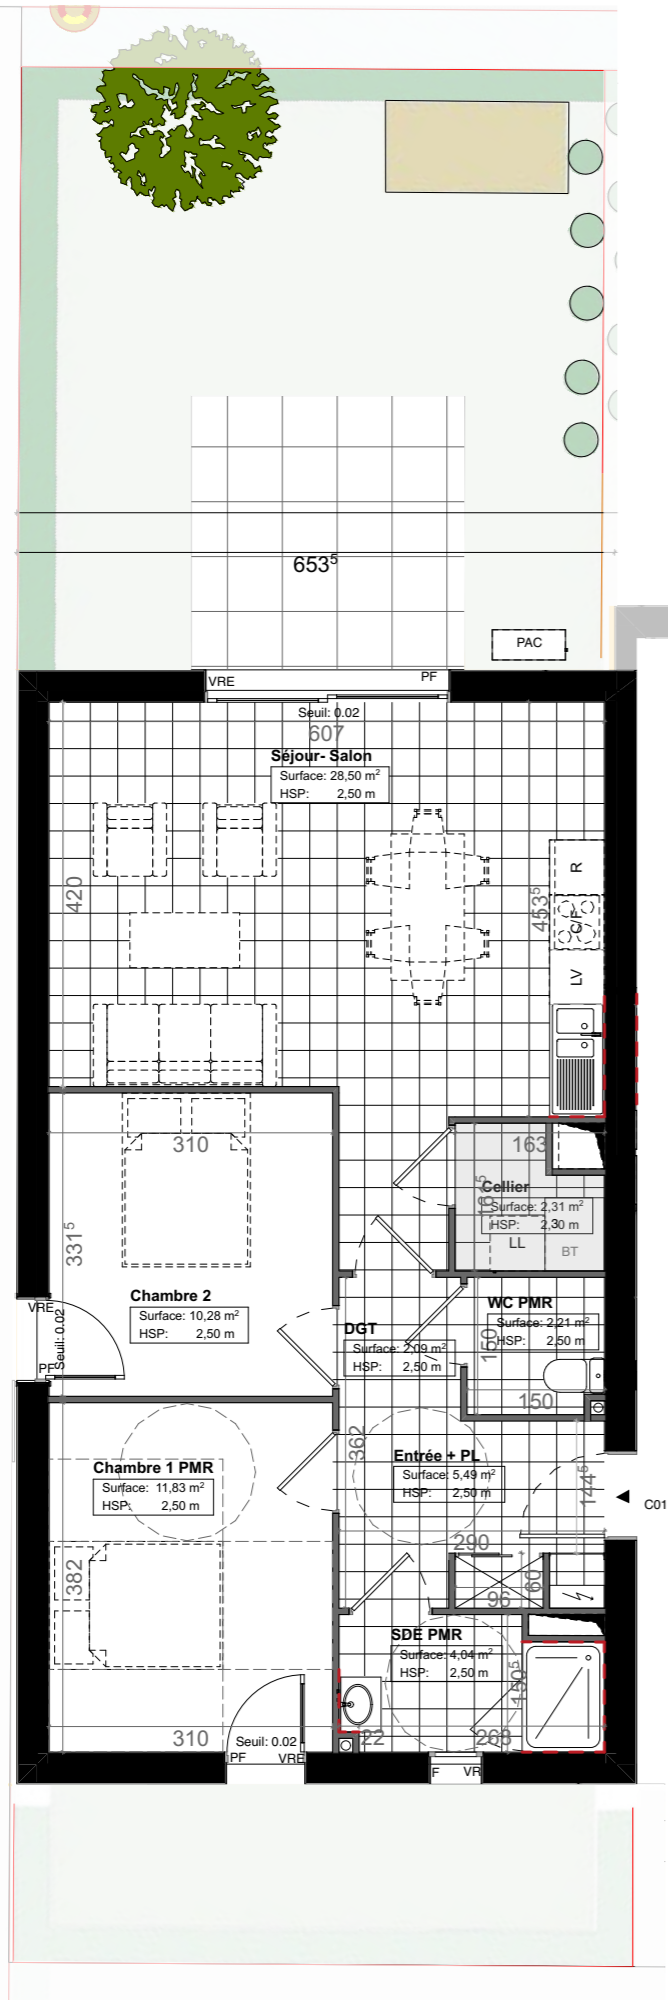 653⁵
PAC
VRE
PF
Seuil: 0.02
607
Séjour- Salon
Surface: 28,50 m²
HSP: 2,50 m
420
453⁵
R
C/F
LV
310
163
Cellier
Surface: 2,31 m²
HSP: 2,30 m
3
LL
BT
331⁵
Chambre 2
Surface: 10,28 m²
HSP: 2,50 m
VRE
PF
Seuil: 0.02
DGT
Surface: 2,09 m²
HSP: 2,50 m
WC PMR
Surface: 2,21 m²
HSP: 2,50 m
150
150
362
Entrée + PL
Surface: 5,49 m²
HSP: 2,50 m
144⁵
C01
290
96
60
Chambre 1 PMR
Surface: 11,83 m²
HSP: 2,50 m
382
SDE PMR
Surface: 4,04 m²
HSP: 2,50 m
150⁵
310
Seuil: 0.02
PF
VRE
22
268
F
VR